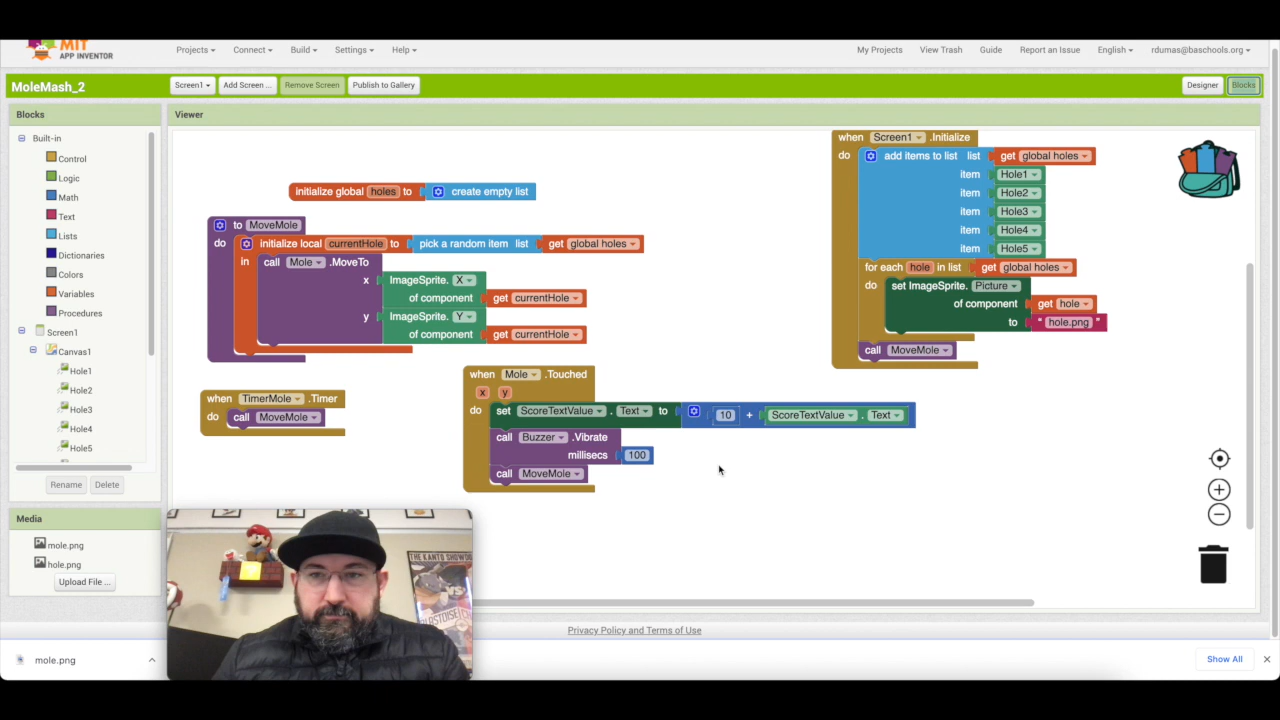 MIT
APP INVENTOR
Projects
Connect
Build
Settings
Help
My Projects
View Trash
Guide
Report an Issue
English
rdumas@baschools.org
MoleMash_2
Screen1
Add Screen ...
Remove Screen
Publish to Gallery
Designer
Blocks
Blocks
Viewer
Built-in
Control
Logic
Math
Text
Lists
Dictionaries
Colors
Variables
Procedures
Screen1
Canvas1
Hole1
Hole2
Hole3
Hole4
Hole5
Rename
Delete
Media
mole.png
hole.png
Upload File ...
initialize global holes to create empty list
to MoveMole
do initialize local currentHole to pick a random item list get global holes
in call Mole .MoveTo
x ImageSprite. X
of component get currentHole
y ImageSprite. Y
of component get currentHole
when TimerMole .Timer
do call MoveMole
when Mole .Touched
x y
do set ScoreTextValue . Text to 10 + ScoreTextValue . Text
call Buzzer .Vibrate
millisecs 100
call MoveMole
when Screen1 .Initialize
do add items to list list get global holes
item Hole1
item Hole2
item Hole3
item Hole4
item Hole5
for each hole in list get global holes
do set ImageSprite. Picture
of component get hole
to " hole.png "
call MoveMole
THE KANTO SHOWDO
Privacy Policy and Terms of Use
mole.png
Show All